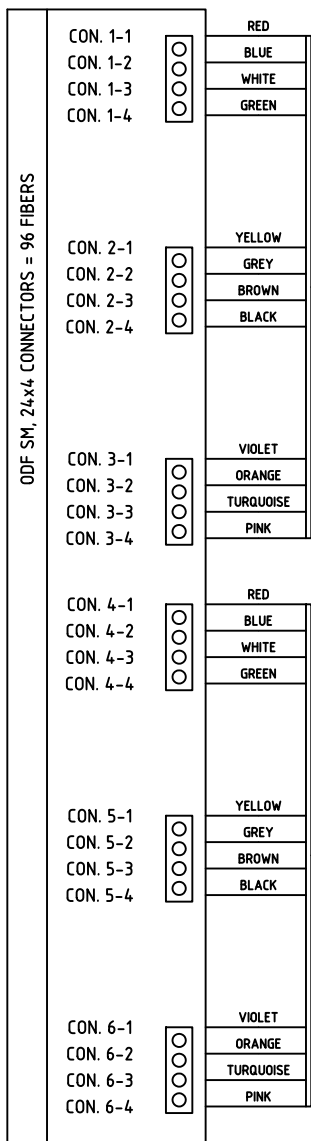 ODF SM, 24x4 CONNECTORS = 96 FIBERS
CON. 1-1
CON. 1-2
CON. 1-3
CON. 1-4
RED
BLUE
WHITE
GREEN
CON. 2-1
CON. 2-2
CON. 2-3
CON. 2-4
YELLOW
GREY
BROWN
BLACK
CON. 3-1
CON. 3-2
CON. 3-3
CON. 3-4
VIOLET
ORANGE
TURQUOISE
PINK
CON. 4-1
CON. 4-2
CON. 4-3
CON. 4-4
RED
BLUE
WHITE
GREEN
CON. 5-1
CON. 5-2
CON. 5-3
CON. 5-4
YELLOW
GREY
BROWN
BLACK
CON. 6-1
CON. 6-2
CON. 6-3
CON. 6-4
VIOLET
ORANGE
TURQUOISE
PINK